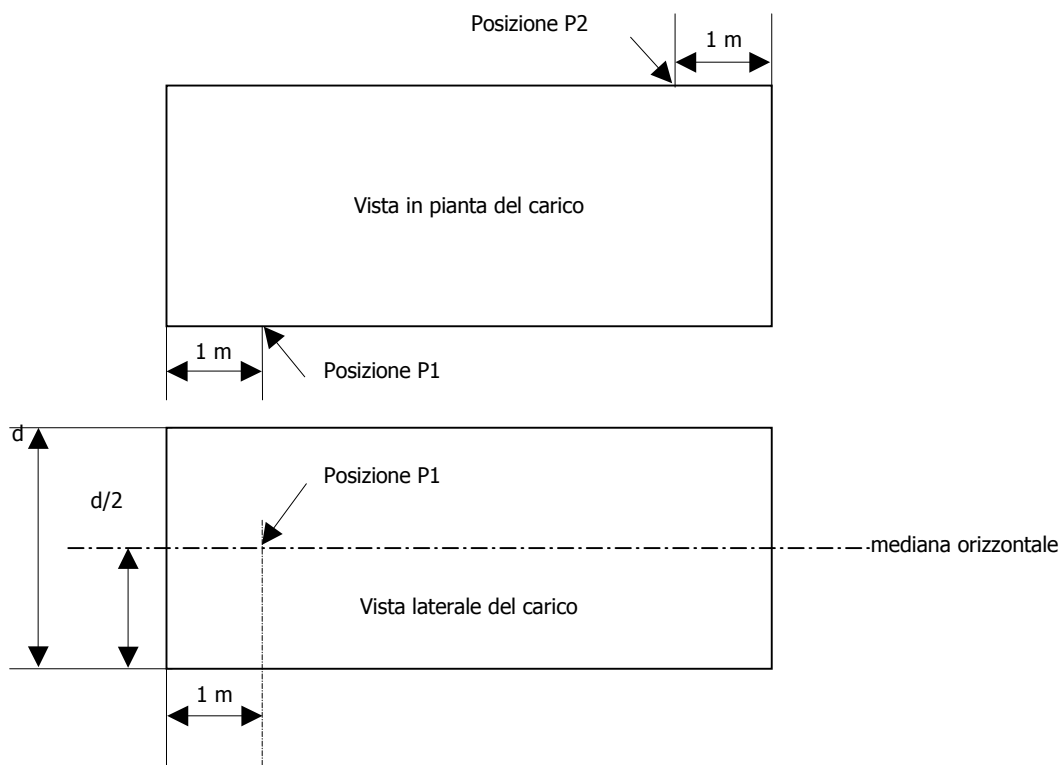 Posizione P2
1 m
Vista in pianta del carico
1 m
Posizione P1
d
Posizione P1
d/2
mediana orizzontale
Vista laterale del carico
1 m